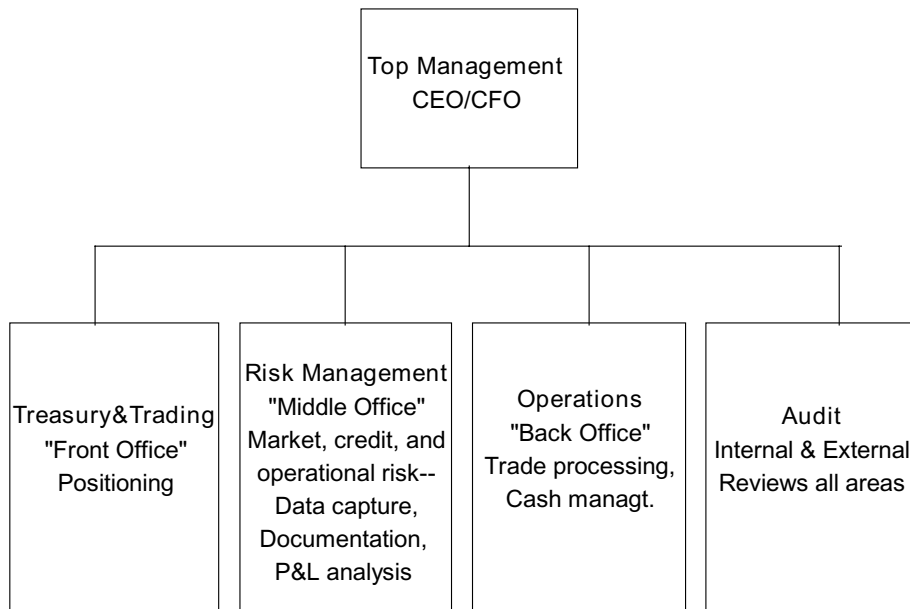 Top Management
CEO/CFO
Treasury&Trading
"Front Office"
Positioning
Risk Management
"Middle Office"
Market, credit, and
operational risk--
Data capture,
Documentation,
P&L analysis
Operations
"Back Office"
Trade processing,
Cash managt.
Audit
Internal & External
Reviews all areas